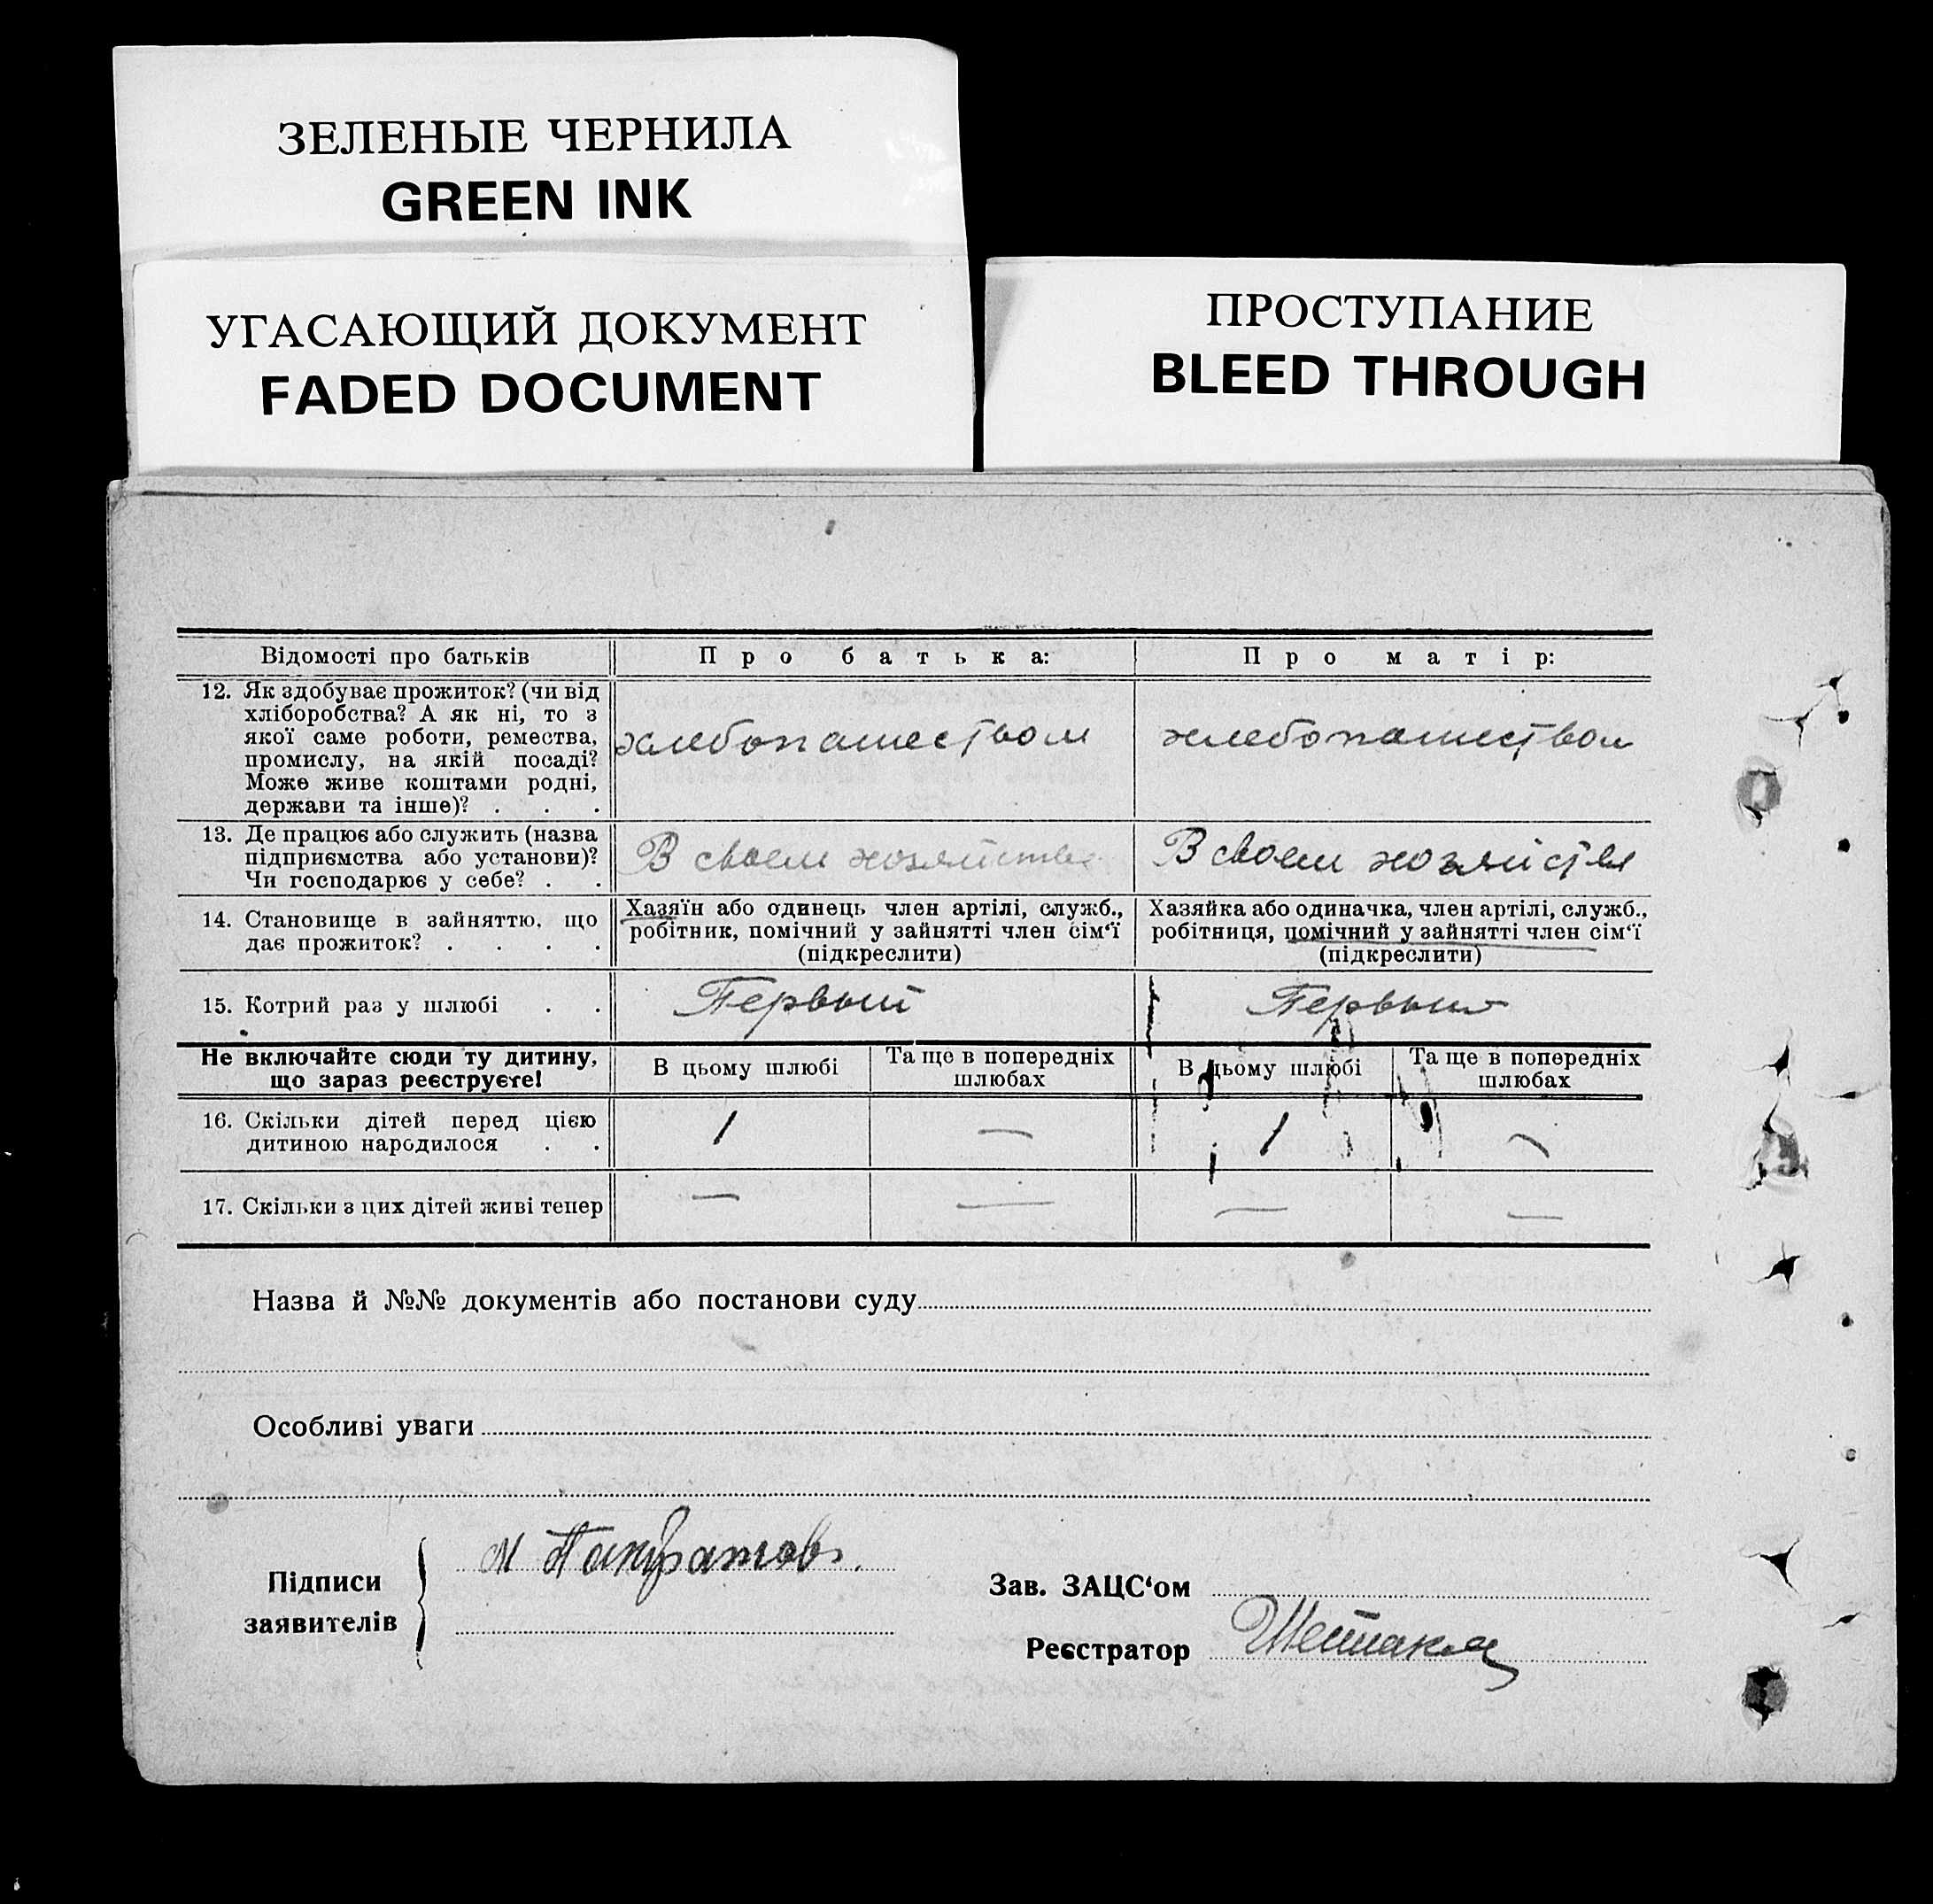 ЗЕЛЕНЫЕ ЧЕРНИЛА
GREEN INK
УГАСАЮЩИЙ ДОКУМЕНТ
FADED DOCUMENT
ПРОСТУПАНИЕ
BLEED THROUGH
Відомості про батьків
Про батька:
Про матір:
12. Як здобуває прожиток? (чи від
хліборобства? А як ні, то з
якої саме роботи, ремества,
промислу, на якій посаді?
Може живе коштами родні,
держави та інше)? . . .
хлебопашеством
хлебопашеством
13. Де працює або служить (назва
підприємства або установи)?
Чи господарює у себе? . .
В своем хозяйстве
В своем хозяйстве
14. Становище в зайняттю, що
дає прожиток? . . . .
Хазяїн або одинець член артілі, служб.,
робітник, помічний у зайнятті член сім‘ї
(підкреслити)
Хазяйка або одиначка, член артілі, служб.,
робітниця, помічний у зайнятті член сім‘ї
(підкреслити)
15. Котрий раз у шлюбі . .
Первый
Первый
Не включайте сюди ту дитину,
що зараз реєструєте!
В цьому шлюбі
Та ще в попередніх
шлюбах
В цьому шлюбі
Та ще в попередніх
шлюбах
16. Скільки дітей перед цією
дитиною народилося . .
1
—
1
—
17. Скільки з цих дітей живі тепер
—
—
—
—
Назва й №№ документів або постанови суду
Особливі уваги
Підписи
заявителів
М Панкратов
Зав. ЗАЦС‘ом
Реєстратор